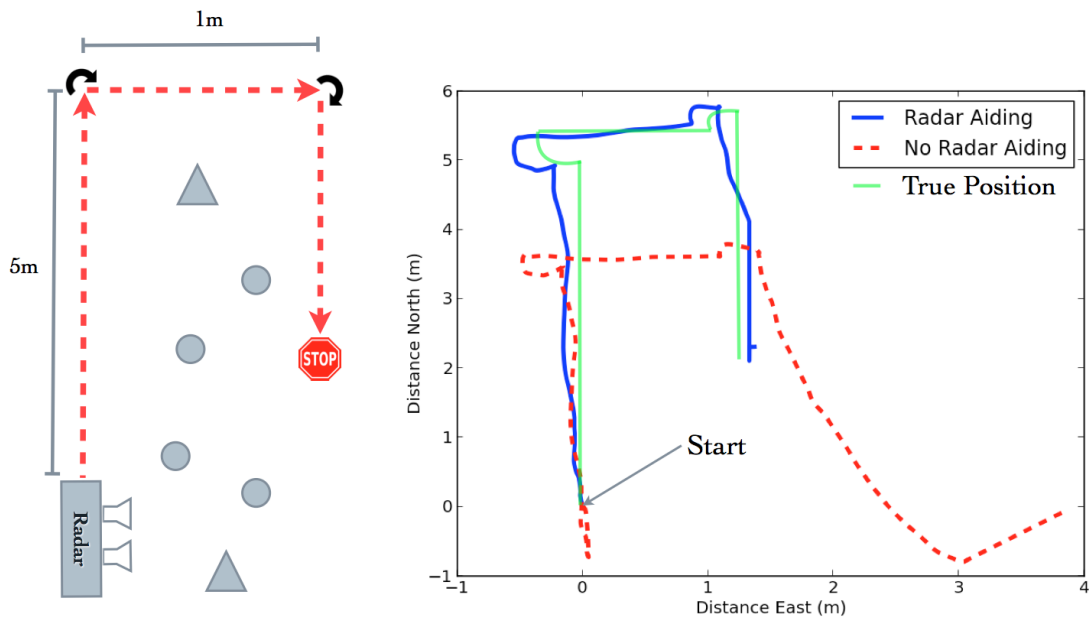 1m
5m
STOP
Radar
Radar Aiding
No Radar Aiding
True Position
Start
6
5
4
3
2
1
0
−1
−1
0
1
2
3
4
Distance North (m)
Distance East (m)